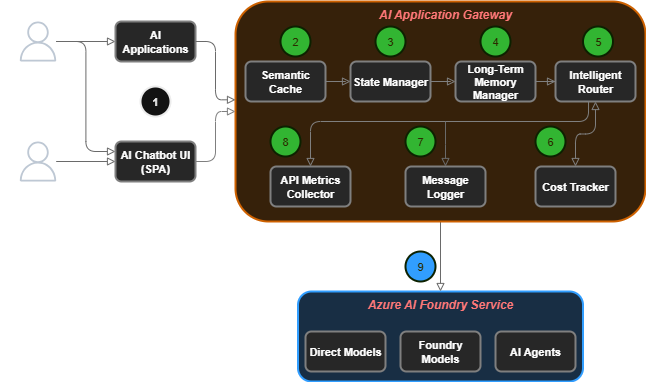 AI Application Gateway
AI
Applications
1
AI Chatbot UI
(SPA)
2
3
4
5
Semantic
Cache
State Manager
Long-Term
Memory
Manager
Intelligent
Router
8
7
6
API Metrics
Collector
Message
Logger
Cost Tracker
9
Azure AI Foundry Service
Direct Models
Foundry
Models
AI Agents